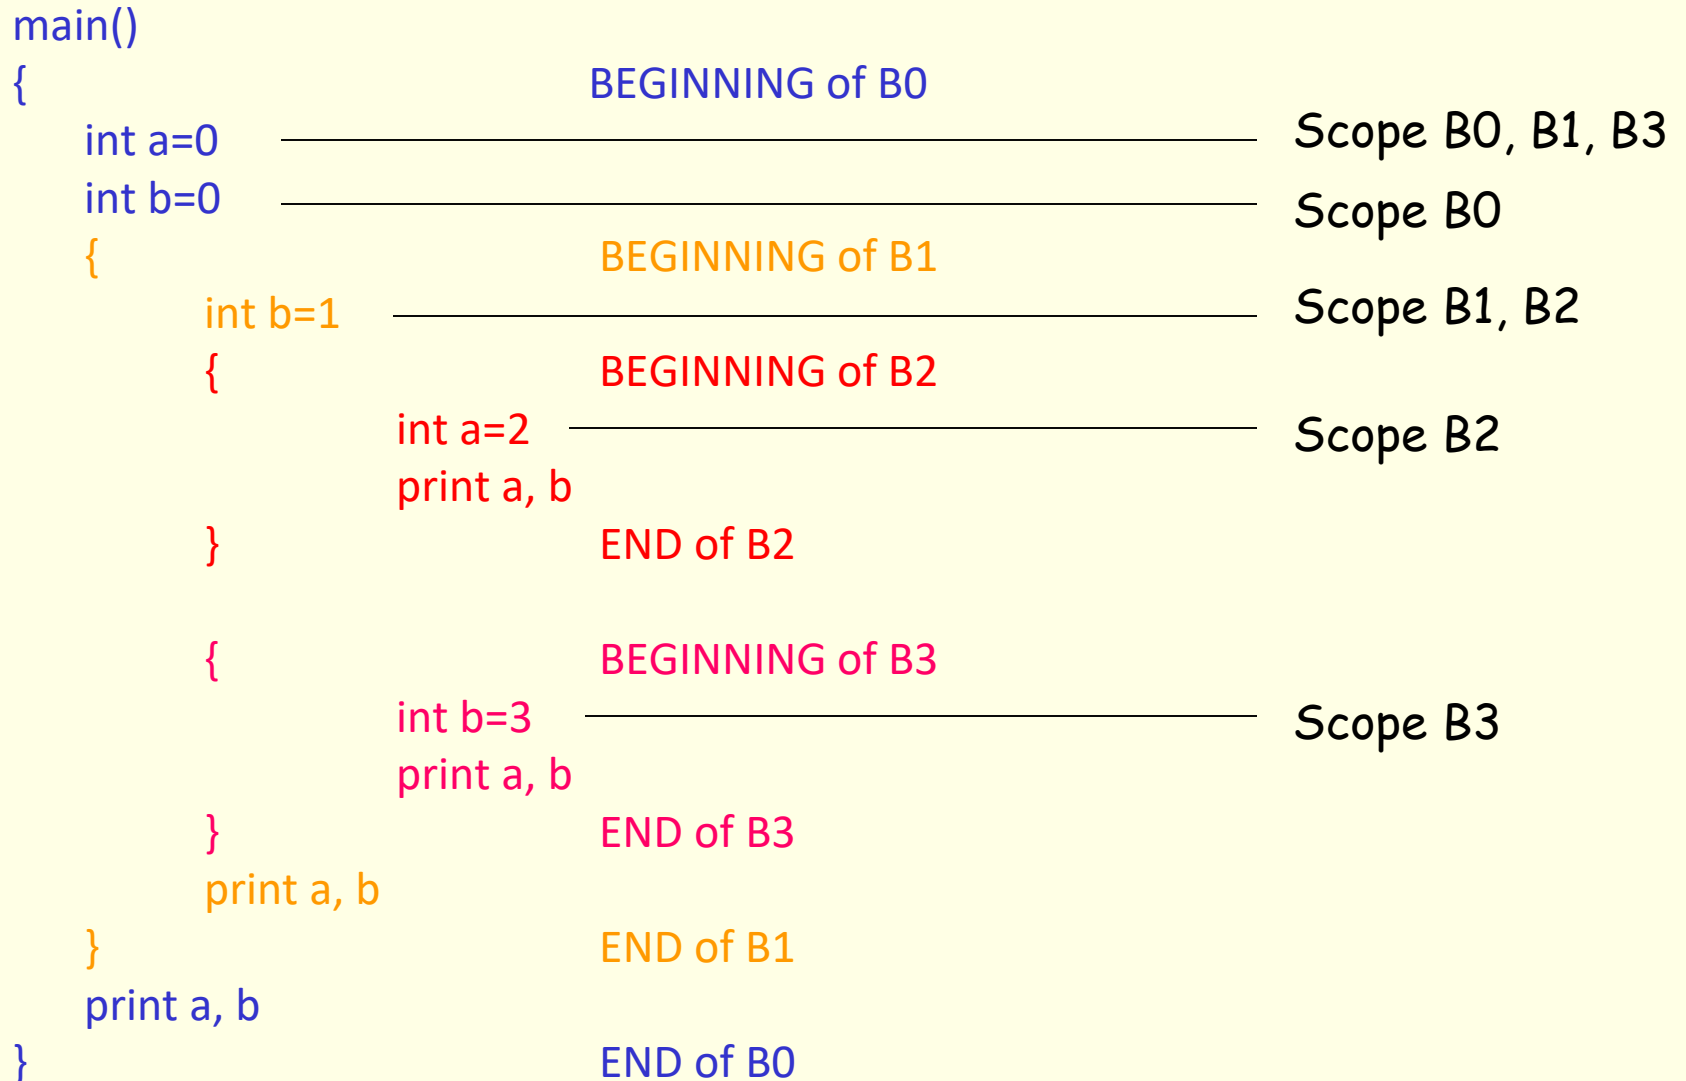 main()
{ BEGINNING of B0
int a=0 Scope B0, B1, B3
int b=0 Scope B0
{ BEGINNING of B1
int b=1 Scope B1, B2
{ BEGINNING of B2
int a=2 Scope B2
print a, b
} END of B2
{ BEGINNING of B3
int b=3 Scope B3
print a, b
} END of B3
print a, b
} END of B1
print a, b
} END of B0